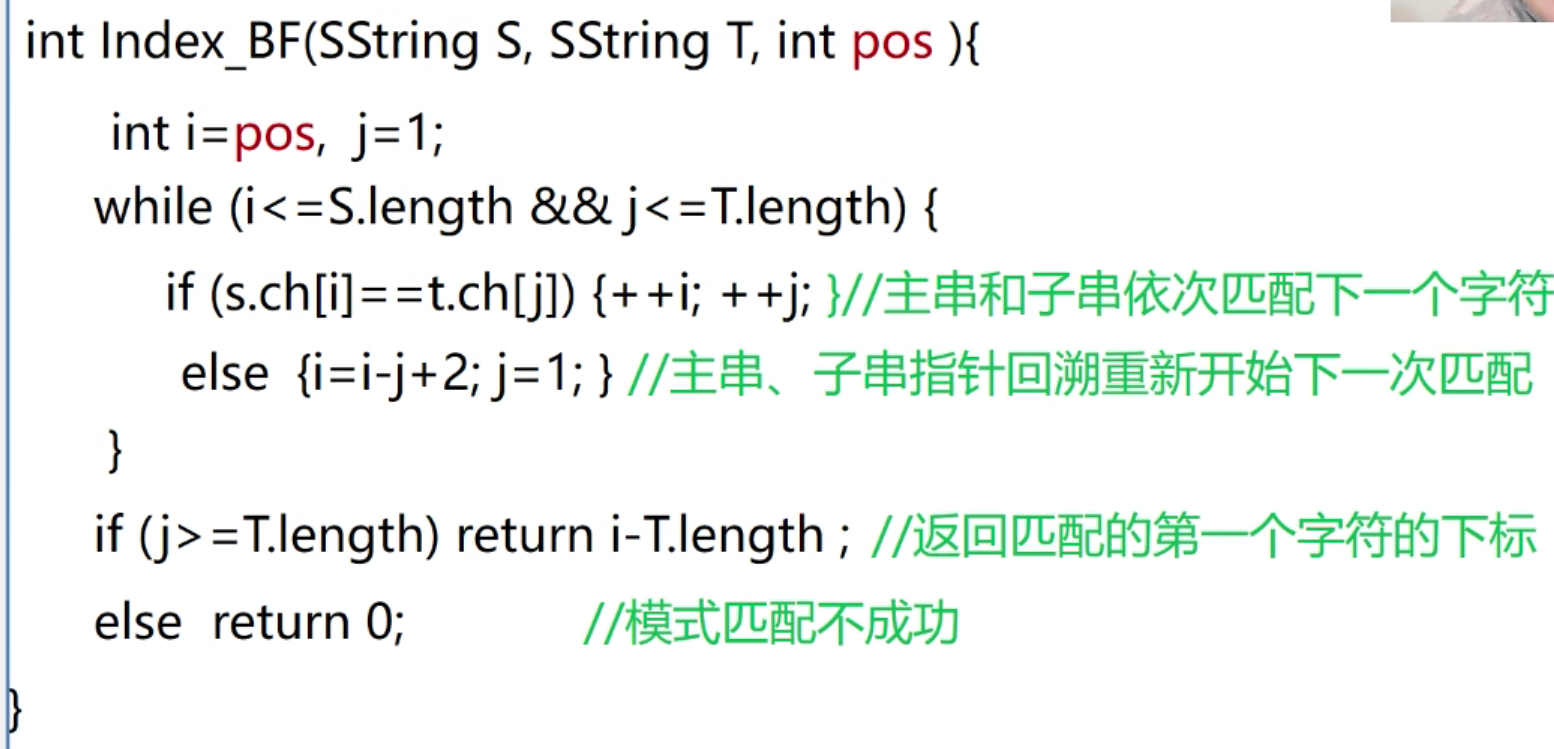 int Index_BF(SString S, SString T, int pos ){
int i=pos, j=1;
while (i<=S.length && j<=T.length) {
if (s.ch[i]==t.ch[j]) {++i; ++j; }//主串和子串依次匹配下一个字符
else {i=i-j+2; j=1; } //主串、子串指针回溯重新开始下一次匹配
}
if (j>=T.length) return i-T.length ; //返回匹配的第一个字符的下标
else return 0; //模式匹配不成功
}